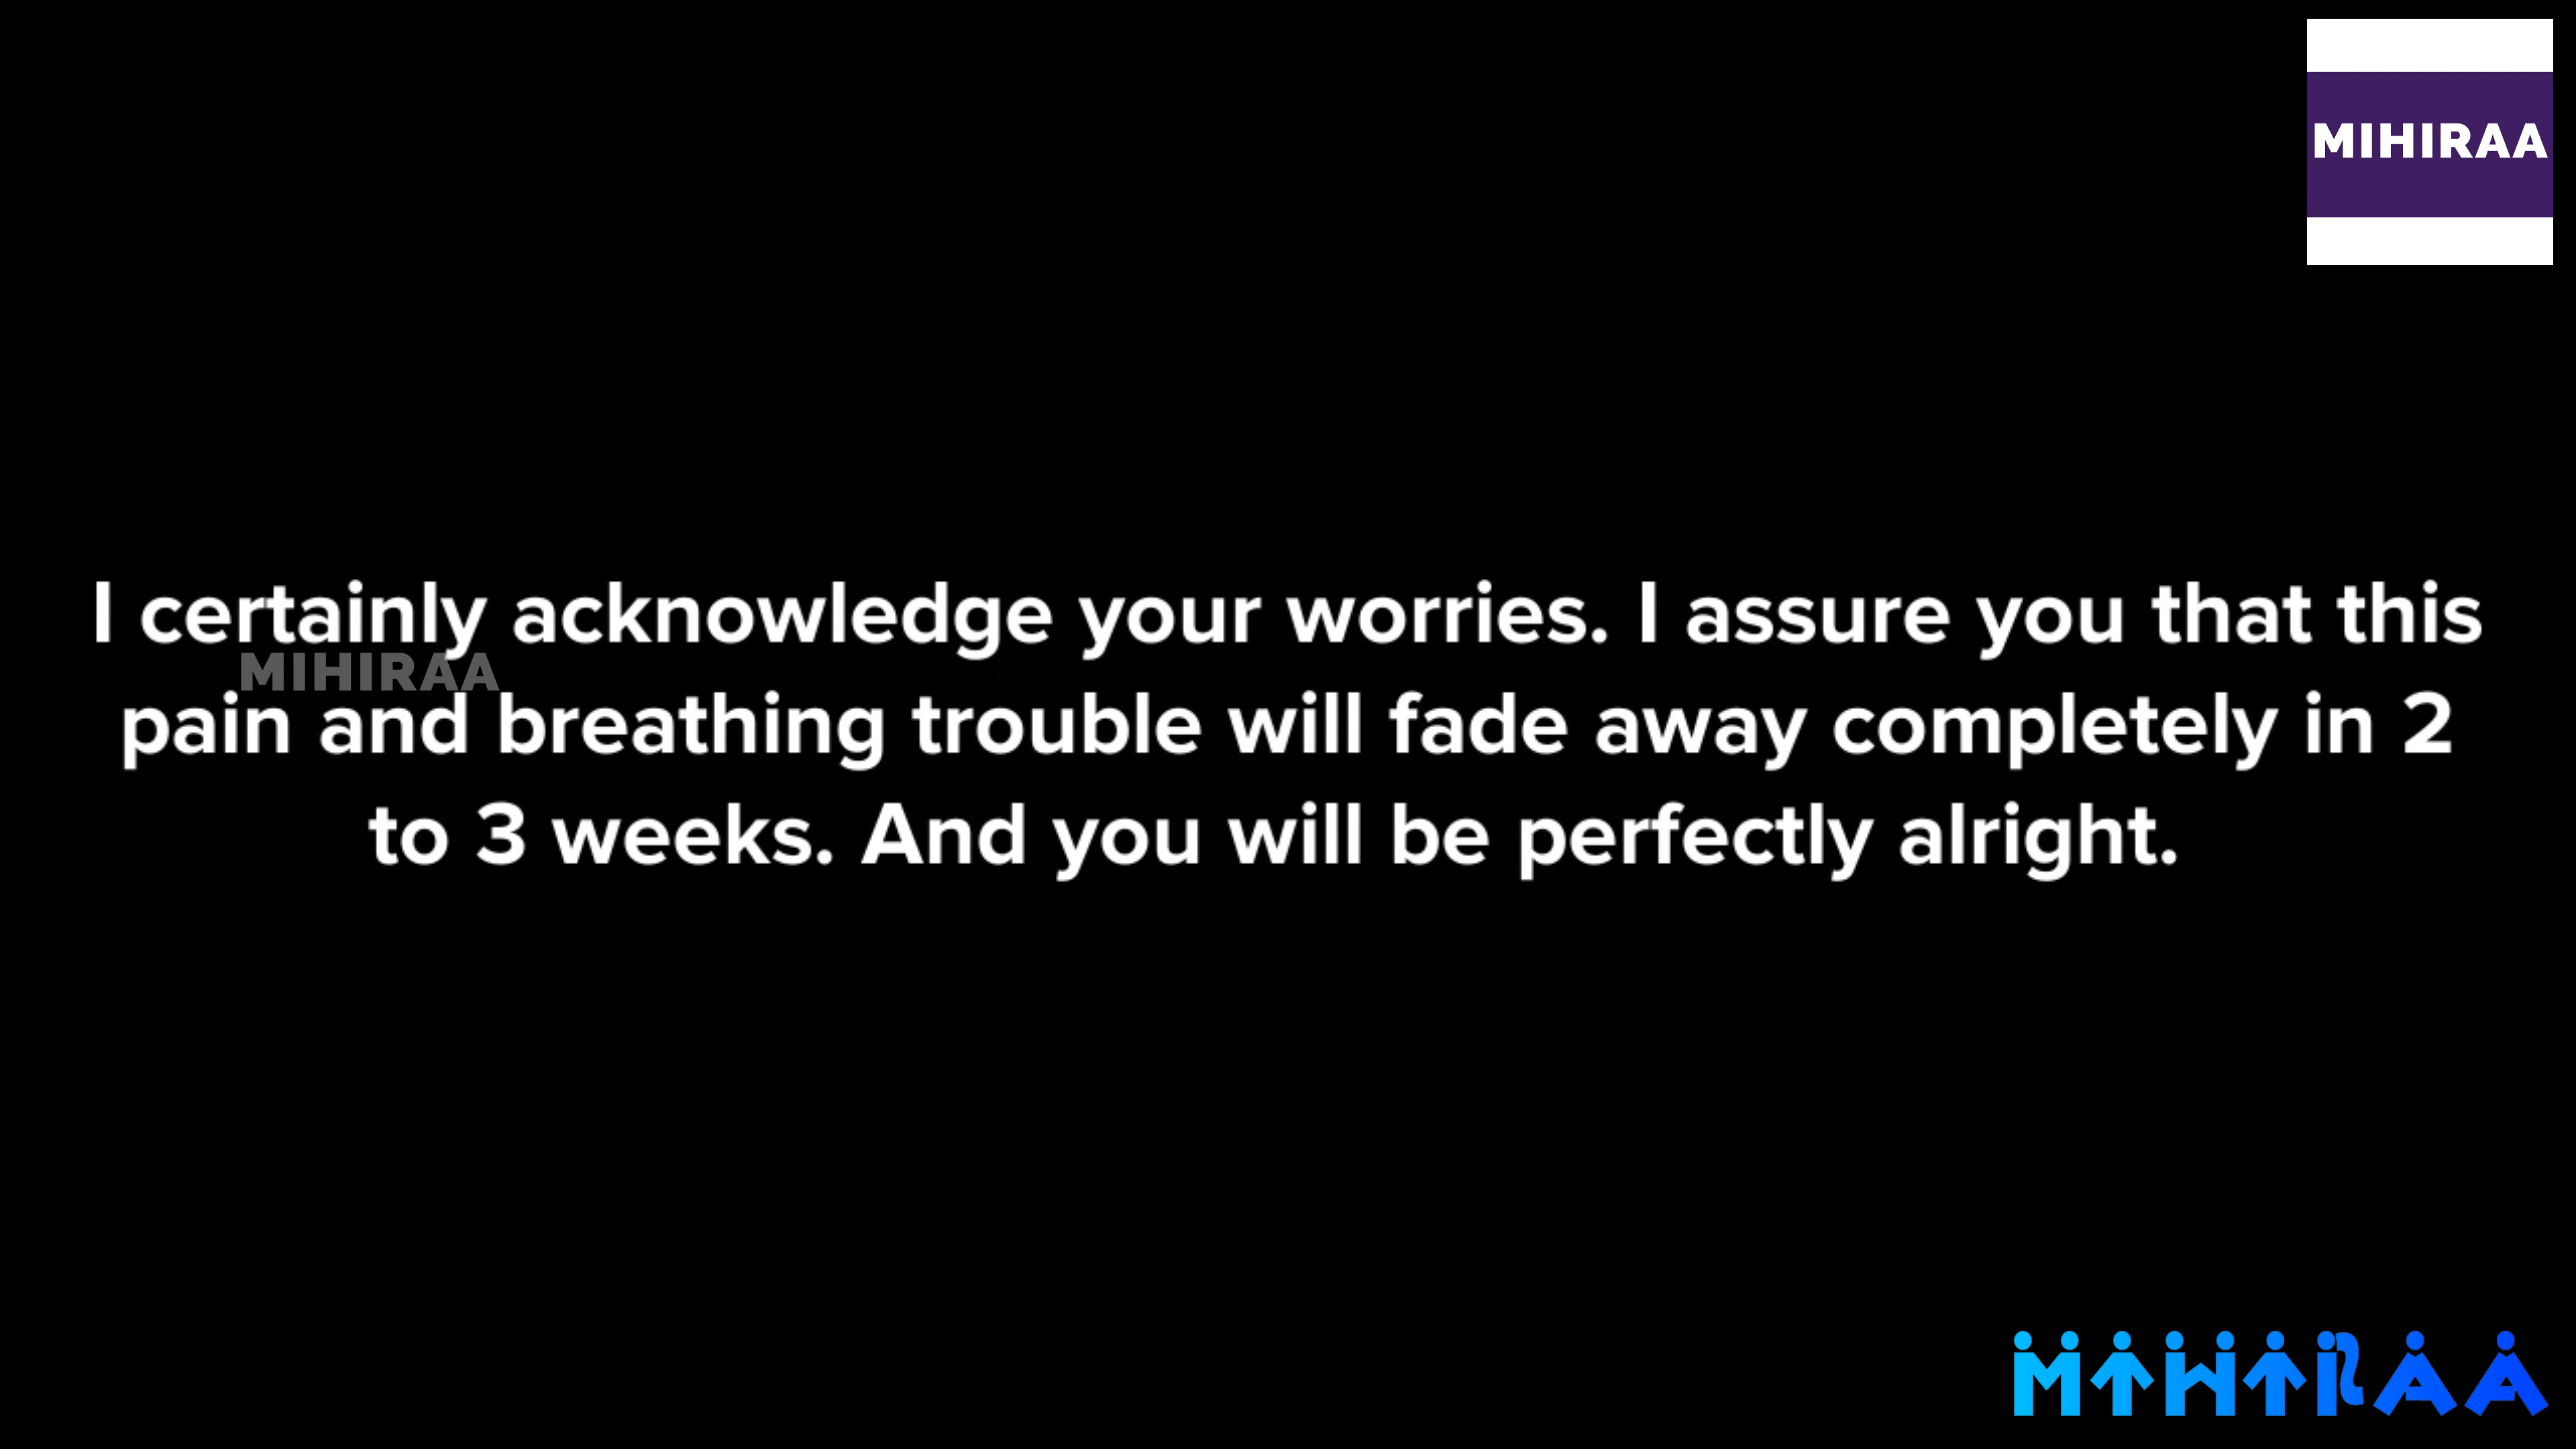 MIHIRAA
I certainly acknowledge your worries. I assure you that this
MIHIRAA
pain and breathing trouble will fade away completely in 2
to 3 weeks. And you will be perfectly alright.
MIHIRAA